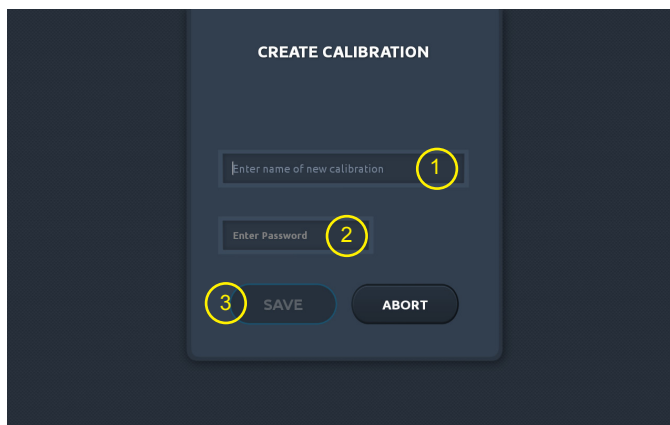 CREATE CALIBRATION
Enter name of new calibration 1
Enter Password 2
3 SAVE ABORT